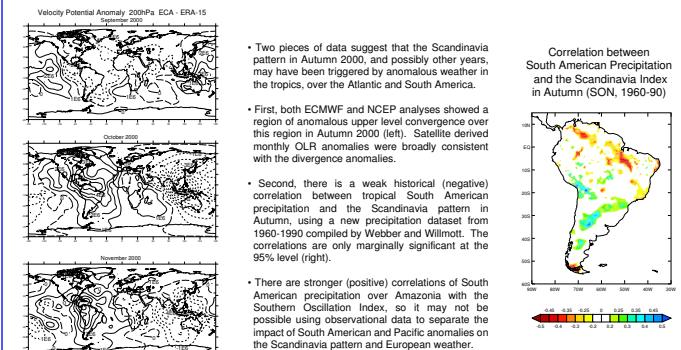 Velocity Potential Anomaly 200hPa ECA - ERA-15
September 2000
October 2000
November 2000
• Two pieces of data suggest that the Scandinavia
pattern in Autumn 2000, and possibly other years,
may have been triggered by anomalous weather in
the tropics, over the Atlantic and South America.
• First, both ECMWF and NCEP analyses showed a
region of anomalous upper level convergence over
this region in Autumn 2000 (left). Satellite derived
monthly OLR anomalies were broadly consistent
with the divergence anomalies.
• Second, there is a weak historical (negative)
correlation between tropical South American
precipitation and the Scandinavia pattern in
Autumn, using a new precipitation dataset from
1960-1990 compiled by Webber and Willmott. The
correlations are only marginally significant at the
95% level (right).
• There are stronger (positive) correlations of South
American precipitation over Amazonia with the
Southern Oscillation Index, so it may not be
possible using observational data to separate the
impact of South American and Pacific anomalies on
the Scandinavia pattern and European weather.
Correlation between
South American Precipitation
and the Scandinavia Index
in Autumn (SON, 1960-90)
10N
EQ
10S
20S
30S
40S
50S
60S
90W 80W 70W 60W 50W 40W 30W
-0.45 -0.35 -0.25 -0.2 0.2 0.25 0.35 0.45
-0.5 -0.4 -0.3 0 0.3 0.4 0.5